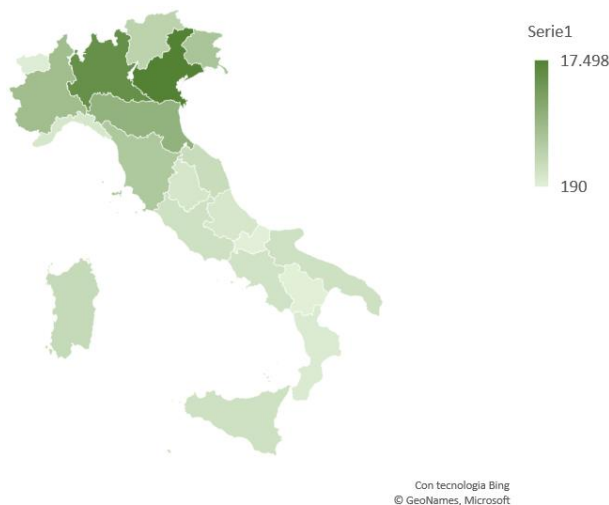 Serie1
17.498
190
Con tecnologia Bing
© GeoNames, Microsoft